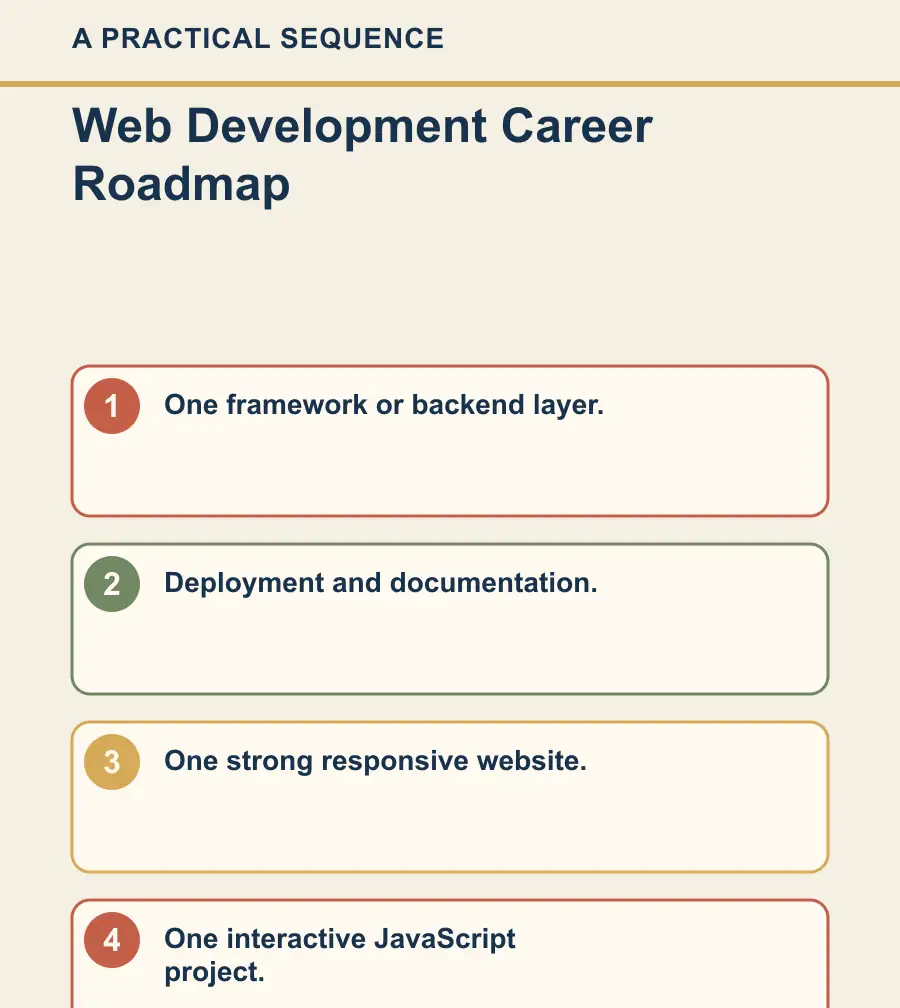 A PRACTICAL SEQUENCE
Web Development Career
Roadmap
1
One framework or backend layer.
2
Deployment and documentation.
3
One strong responsive website.
4
One interactive JavaScript
project.